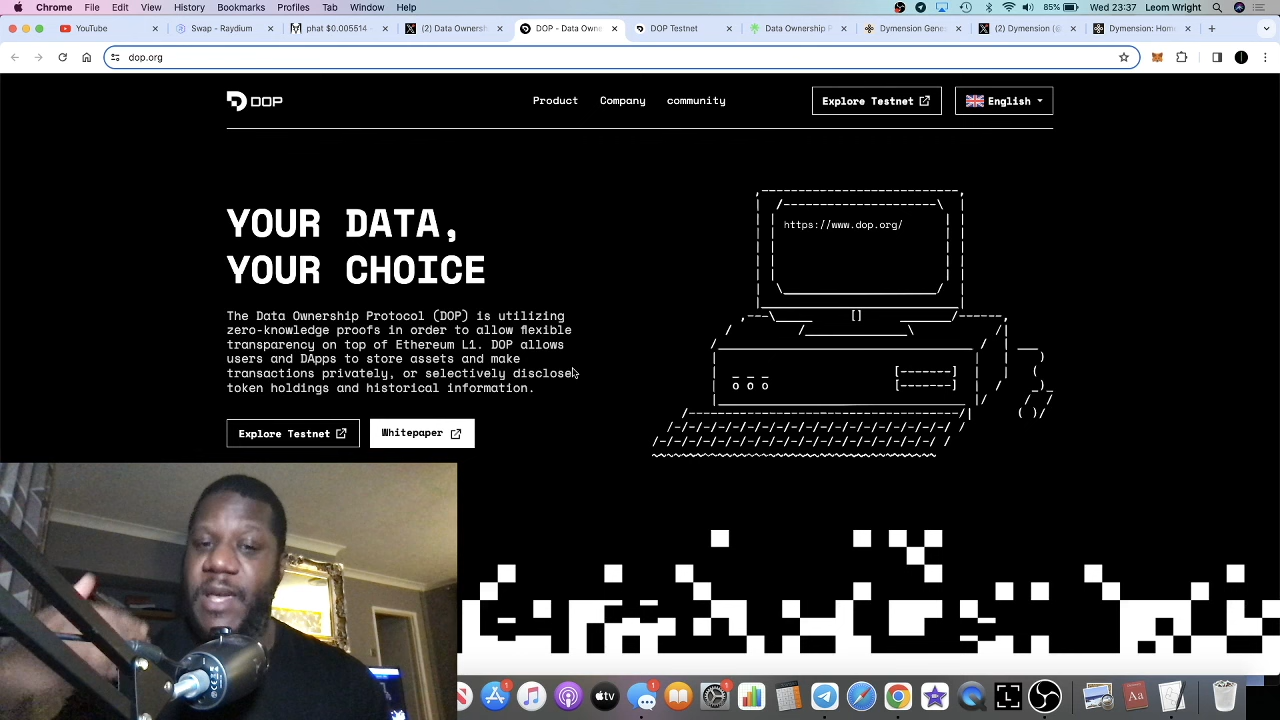 Chrome File Edit View History Bookmarks Profiles Tab Window Help
85% Wed 23:37 Leom Wright
YouTube
Swap - Raydium
phat $0.005514
(2) Data Ownersh
DOP - Data Owne
DOP Testnet
Data Ownership P
Dymension Gene
(2) Dymension (@
Dymension: Hom
dop.org
DOP
Product Company community
Explore Testnet
English
YOUR DATA,
YOUR CHOICE
The Data Ownership Protocol (DOP) is utilizing
zero-knowledge proofs in order to allow flexible
transparency on top of Ethereum L1. DOP allows
users and DApps to store assets and make
transactions privately, or selectively disclose
token holdings and historical information.
https://www.dop.org/
Explore Testnet
Whitepaper
tv